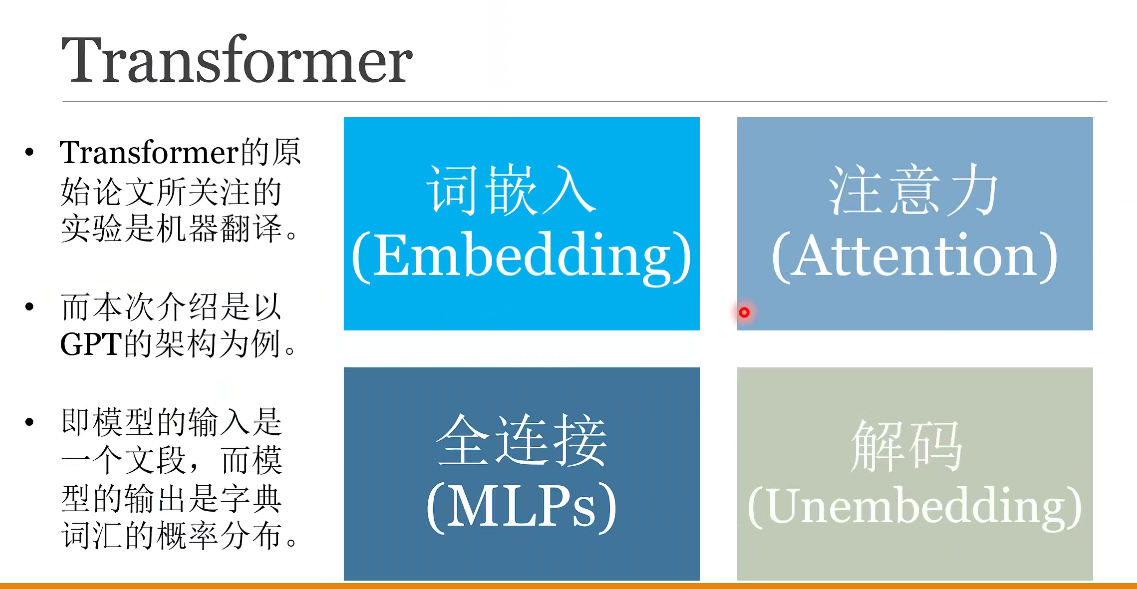 Transformer
• Transformer的原
始论文所关注的
实验是机器翻译。
• 而本次介绍是以
GPT的架构为例。
• 即模型的输入是
一个文段，而模
型的输出是字典
词汇的概率分布。
词嵌入
(Embedding)
注意力
(Attention)
全连接
(MLPs)
解码
(Unembedding)